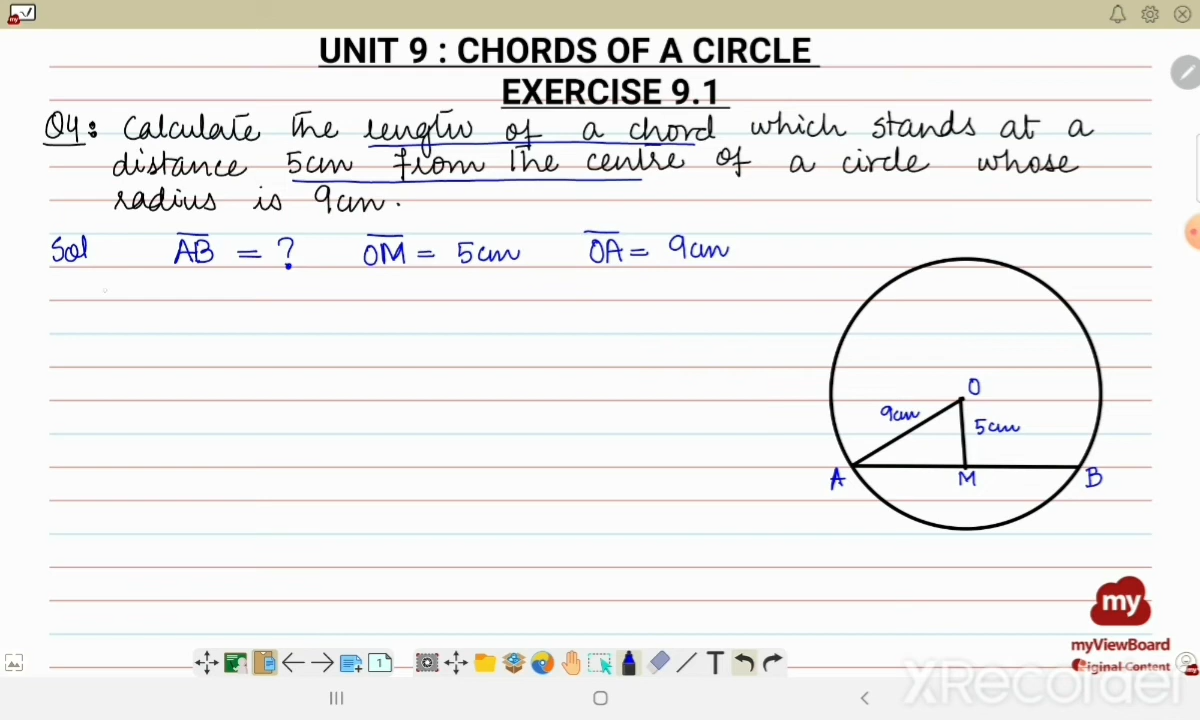 UNIT 9 : CHORDS OF A CIRCLE
EXERCISE 9.1
Q4: Calculate the length of a chord which stands at a
distance 5cm from the centre of a circle whose
radius is 9cm.
Sol AB = ? OM = 5cm OA = 9cm
O
9cm
5cm
A M B
my
myViewBoard
Original Content
1
T
XRecorder